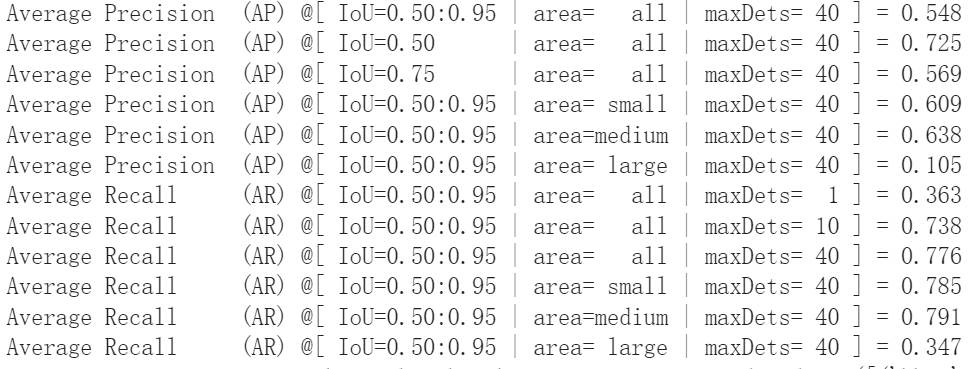 Average Precision  (AP) @[ IoU=0.50:0.95 | area=   all | maxDets= 40 ] = 0.548
Average Precision  (AP) @[ IoU=0.50      | area=   all | maxDets= 40 ] = 0.725
Average Precision  (AP) @[ IoU=0.75      | area=   all | maxDets= 40 ] = 0.569
Average Precision  (AP) @[ IoU=0.50:0.95 | area= small | maxDets= 40 ] = 0.609
Average Precision  (AP) @[ IoU=0.50:0.95 | area=medium | maxDets= 40 ] = 0.638
Average Precision  (AP) @[ IoU=0.50:0.95 | area= large | maxDets= 40 ] = 0.105
Average Recall     (AR) @[ IoU=0.50:0.95 | area=   all | maxDets=  1 ] = 0.363
Average Recall     (AR) @[ IoU=0.50:0.95 | area=   all | maxDets= 10 ] = 0.738
Average Recall     (AR) @[ IoU=0.50:0.95 | area=   all | maxDets= 40 ] = 0.776
Average Recall     (AR) @[ IoU=0.50:0.95 | area= small | maxDets= 40 ] = 0.785
Average Recall     (AR) @[ IoU=0.50:0.95 | area=medium | maxDets= 40 ] = 0.791
Average Recall     (AR) @[ IoU=0.50:0.95 | area= large | maxDets= 40 ] = 0.347